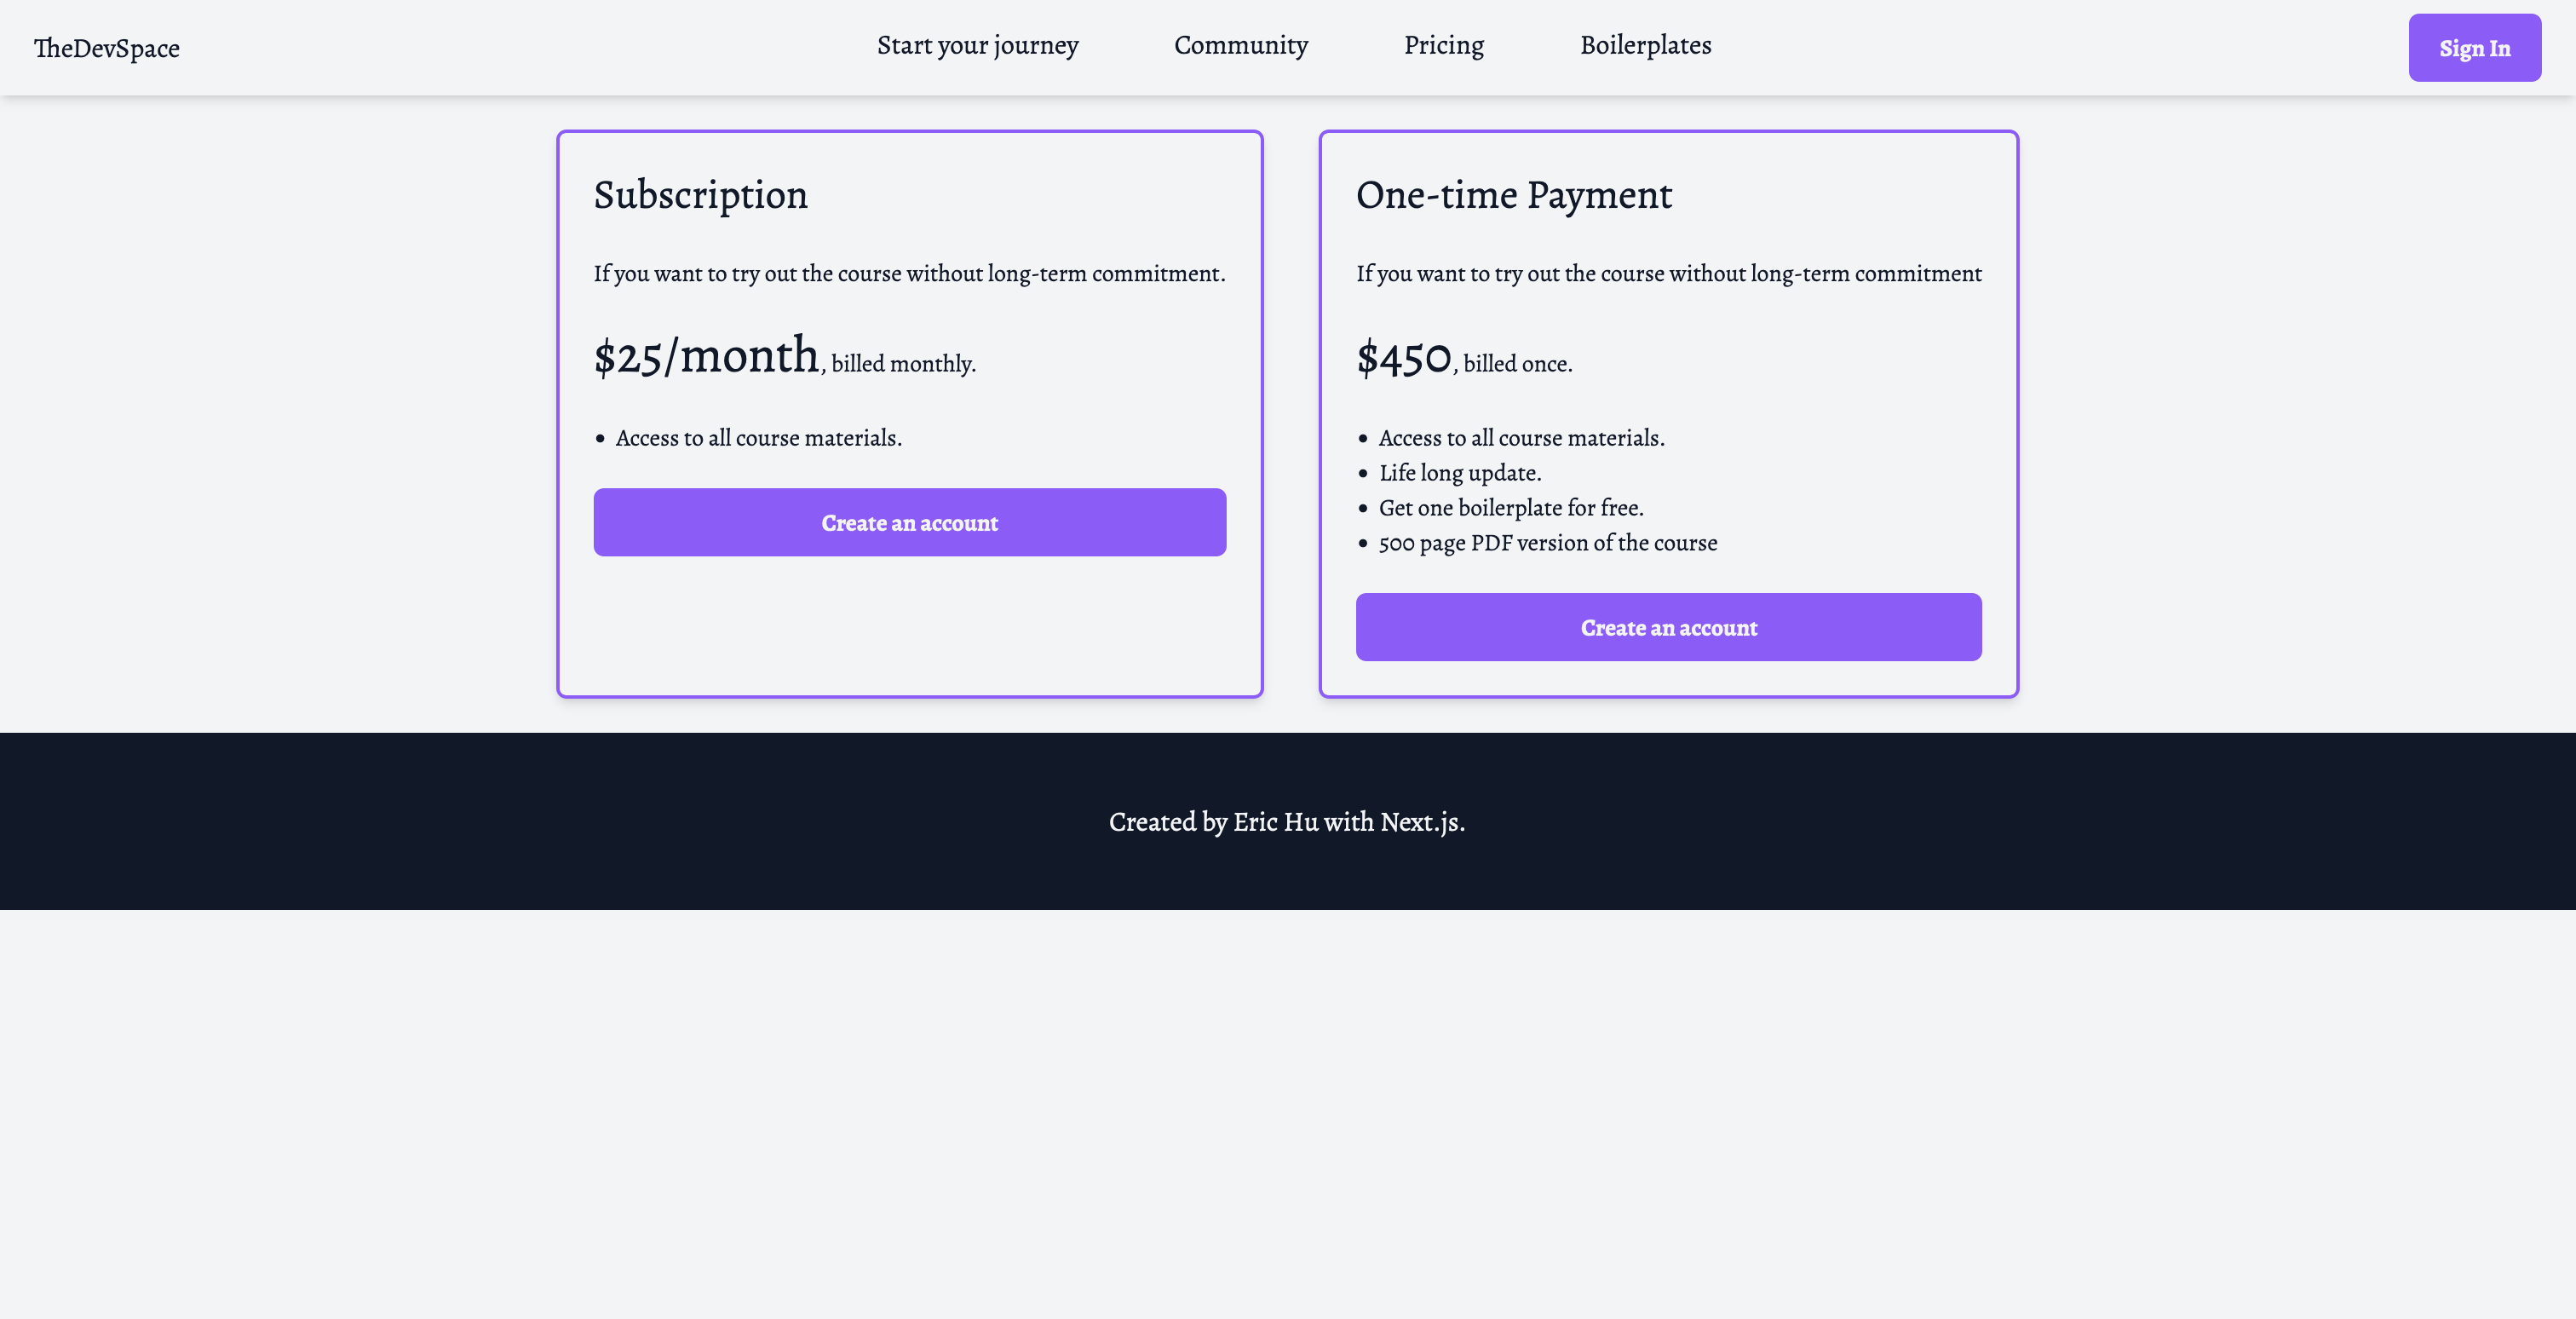 TheDevSpace
Start your journey
Community
Pricing
Boilerplates
Sign In
Subscription
If you want to try out the course without long-term commitment.
$25/month, billed monthly.
• Access to all course materials.
Create an account
One-time Payment
If you want to try out the course without long-term commitment
$450, billed once.
• Access to all course materials.
• Life long update.
• Get one boilerplate for free.
• 500 page PDF version of the course
Create an account
Created by Eric Hu with Next.js.